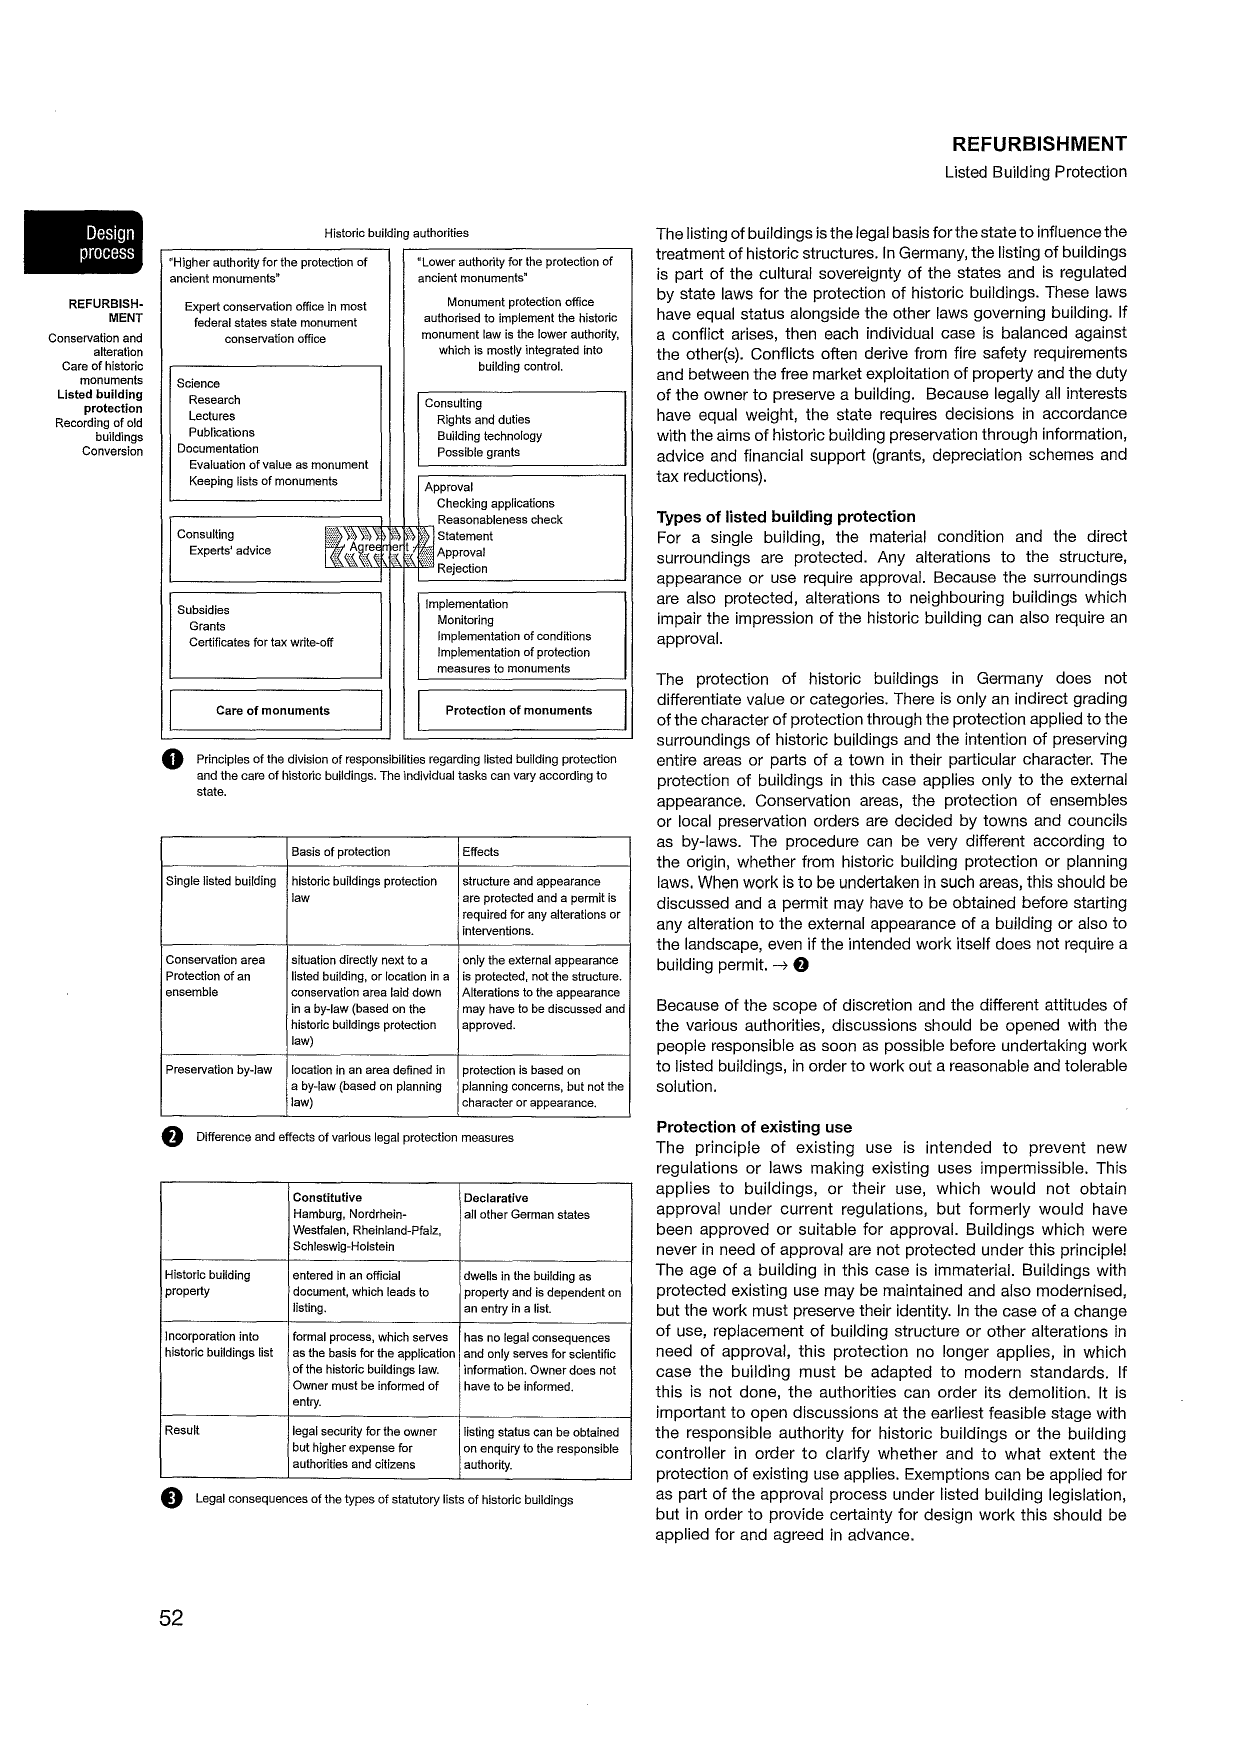 REFURBISHMENT
Listed Building Protection
Design
process
REFURBISH-
MENT
Conservation and
alteration
Care of historic
monuments
Listed building
protection
Recording of old
buildings
Conversion
Historic building authorities
"Higher authority for the protection of
ancient monuments"
Expert conservation office in most
federal states state monument
conservation office
Science
Research
Lectures
Publications
Documentation
Evaluation of value as monument
Keeping lists of monuments
Consulting
Experts' advice
Agreement
Subsidies
Grants
Certificates for tax write-off
Care of monuments
"Lower authority for the protection of
ancient monuments"
Monument protection office
authorised to implement the historic
monument law is the lower authority,
which is mostly integrated into
building control.
Consulting
Rights and duties
Building technology
Possible grants
Approval
Checking applications
Reasonableness check
Statement
Approval
Rejection
Implementation
Monitoring
Implementation of conditions
Implementation of protection
measures to monuments
Protection of monuments
1 Principles of the division of responsibilities regarding listed building protection
and the care of historic buildings. The individual tasks can vary according to
state.
Basis of protection
Effects
Single listed building
historic buildings protection
law
structure and appearance
are protected and a permit is
required for any alterations or
interventions.
Conservation area
Protection of an
ensemble
situation directly next to a
listed building, or location in a
conservation area laid down
in a by-law (based on the
historic buildings protection
law)
only the external appearance
is protected, not the structure.
Alterations to the appearance
may have to be discussed and
approved.
Preservation by-law
location in an area defined in
a by-law (based on planning
law)
protection is based on
planning concerns, but not the
character or appearance.
2 Difference and effects of various legal protection measures
Constitutive
Hamburg, Nordrhein-
Westfalen, Rheinland-Pfalz,
Schleswig-Holstein
Declarative
all other German states
Historic building
property
entered in an official
document, which leads to
listing.
dwells in the building as
property and is dependent on
an entry in a list.
Incorporation into
historic buildings list
formal process, which serves
as the basis for the application
of the historic buildings law.
Owner must be informed of
entry.
has no legal consequences
and only serves for scientific
information. Owner does not
have to be informed.
Result
legal security for the owner
but higher expense for
authorities and citizens
listing status can be obtained
on enquiry to the responsible
authority.
3 Legal consequences of the types of statutory lists of historic buildings
The listing of buildings is the legal basis for the state to influence the
treatment of historic structures. In Germany, the listing of buildings
is part of the cultural sovereignty of the states and is regulated
by state laws for the protection of historic buildings. These laws
have equal status alongside the other laws governing building. If
a conflict arises, then each individual case is balanced against
the other(s). Conflicts often derive from fire safety requirements
and between the free market exploitation of property and the duty
of the owner to preserve a building. Because legally all interests
have equal weight, the state requires decisions in accordance
with the aims of historic building preservation through information,
advice and financial support (grants, depreciation schemes and
tax reductions).
Types of listed building protection
For a single building, the material condition and the direct
surroundings are protected. Any alterations to the structure,
appearance or use require approval. Because the surroundings
are also protected, alterations to neighbouring buildings which
impair the impression of the historic building can also require an
approval.
The protection of historic buildings in Germany does not
differentiate value or categories. There is only an indirect grading
of the character of protection through the protection applied to the
surroundings of historic buildings and the intention of preserving
entire areas or parts of a town in their particular character. The
protection of buildings in this case applies only to the external
appearance. Conservation areas, the protection of ensembles
or local preservation orders are decided by towns and councils
as by-laws. The procedure can be very different according to
the origin, whether from historic building protection or planning
laws. When work is to be undertaken in such areas, this should be
discussed and a permit may have to be obtained before starting
any alteration to the external appearance of a building or also to
the landscape, even if the intended work itself does not require a
building permit. → 2
Because of the scope of discretion and the different attitudes of
the various authorities, discussions should be opened with the
people responsible as soon as possible before undertaking work
to listed buildings, in order to work out a reasonable and tolerable
solution.
Protection of existing use
The principle of existing use is intended to prevent new
regulations or laws making existing uses impermissible. This
applies to buildings, or their use, which would not obtain
approval under current regulations, but formerly would have
been approved or suitable for approval. Buildings which were
never in need of approval are not protected under this principle!
The age of a building in this case is immaterial. Buildings with
protected existing use may be maintained and also modernised,
but the work must preserve their identity. In the case of a change
of use, replacement of building structure or other alterations in
need of approval, this protection no longer applies, in which
case the building must be adapted to modern standards. If
this is not done, the authorities can order its demolition. It is
important to open discussions at the earliest feasible stage with
the responsible authority for historic buildings or the building
controller in order to clarify whether and to what extent the
protection of existing use applies. Exemptions can be applied for
as part of the approval process under listed building legislation,
but in order to provide certainty for design work this should be
applied for and agreed in advance.
52